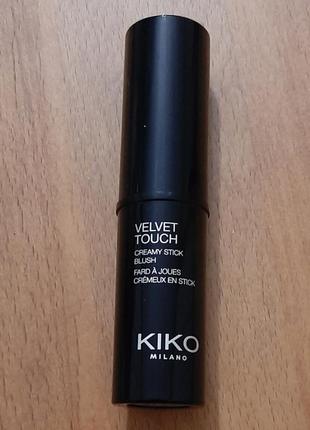 VELVET
TOUCH
CREAMY STICK
BLUSH
FARD À JOUES
CRÉMEUX EN STICK
KIKO
MILANO